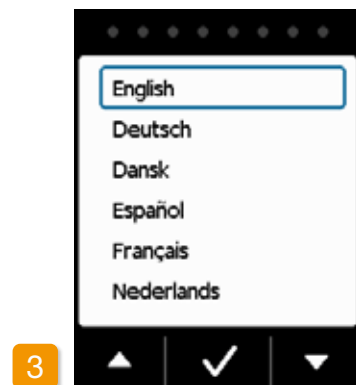 English
Deutsch
Dansk
Español
Français
Nederlands
3